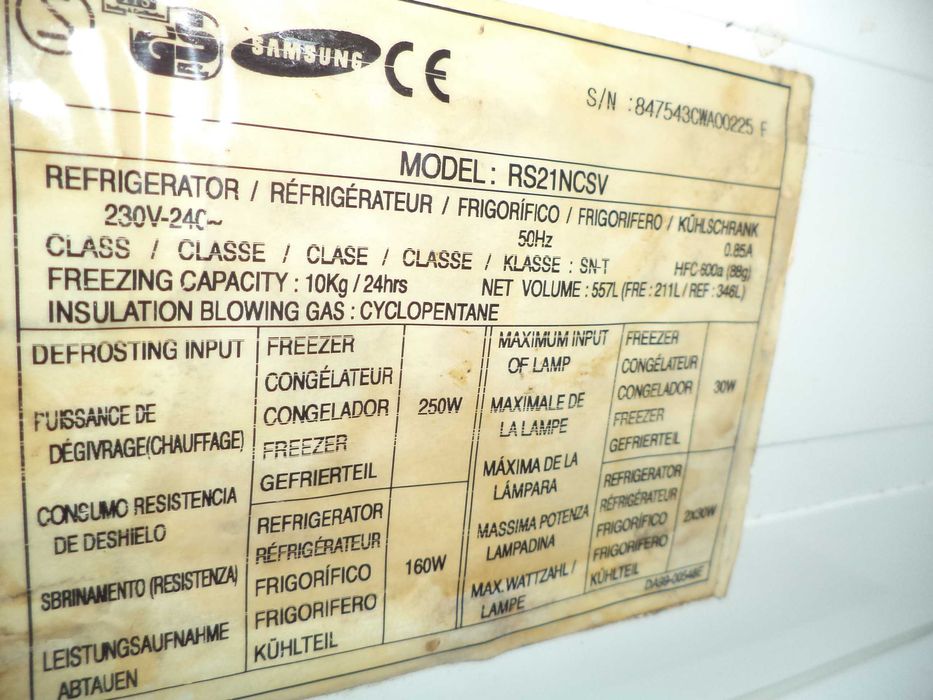 SAMSUNG CE
S/N :847543CWA00225 F
MODEL: RS21NCSV
REFRIGERATOR / RÉFRIGÉRATEUR / FRIGORÍFICO / FRIGORIFERO / KÜHLSCHRANK
230V-240~ 50Hz 0.85A
CLASS / CLASSE / CLASE / CLASSE / KLASSE : SN-T HFC-600a (88g)
FREEZING CAPACITY : 10Kg / 24hrs NET VOLUME : 557L (FRE : 211L / REF : 346L)
INSULATION BLOWING GAS : CYCLOPENTANE
DEFROSTING INPUT
PUISSANCE DE
DÉGIVRAGE(CHAUFFAGE)
CONSUMO RESISTENCIA
DE DESHIELO
SBRINAMENTO (RESISTENZA)
LEISTUNGSAUFNAHME
ABTAUEN
FREEZER
CONGÉLATEUR
CONGELADOR
FREEZER
GEFRIERTEIL
250W
REFRIGERATOR
RÉFRIGÉRATEUR
FRIGORÍFICO
FRIGORIFERO
KÜHLTEIL
160W
MAXIMUM INPUT
OF LAMP
MAXIMALE DE
LA LAMPE
MÁXIMA DE LA
LÁMPARA
MASSIMA POTENZA
LAMPADINA
MAX. WATTZAHL /
LAMPE
FREEZER
CONGÉLATEUR
CONGELADOR
FREEZER
GEFRIERTEIL
30W
REFRIGERATOR
RÉFRIGÉRATEUR
FRIGORÍFICO
FRIGORIFERO
KÜHLTEIL
2X30W